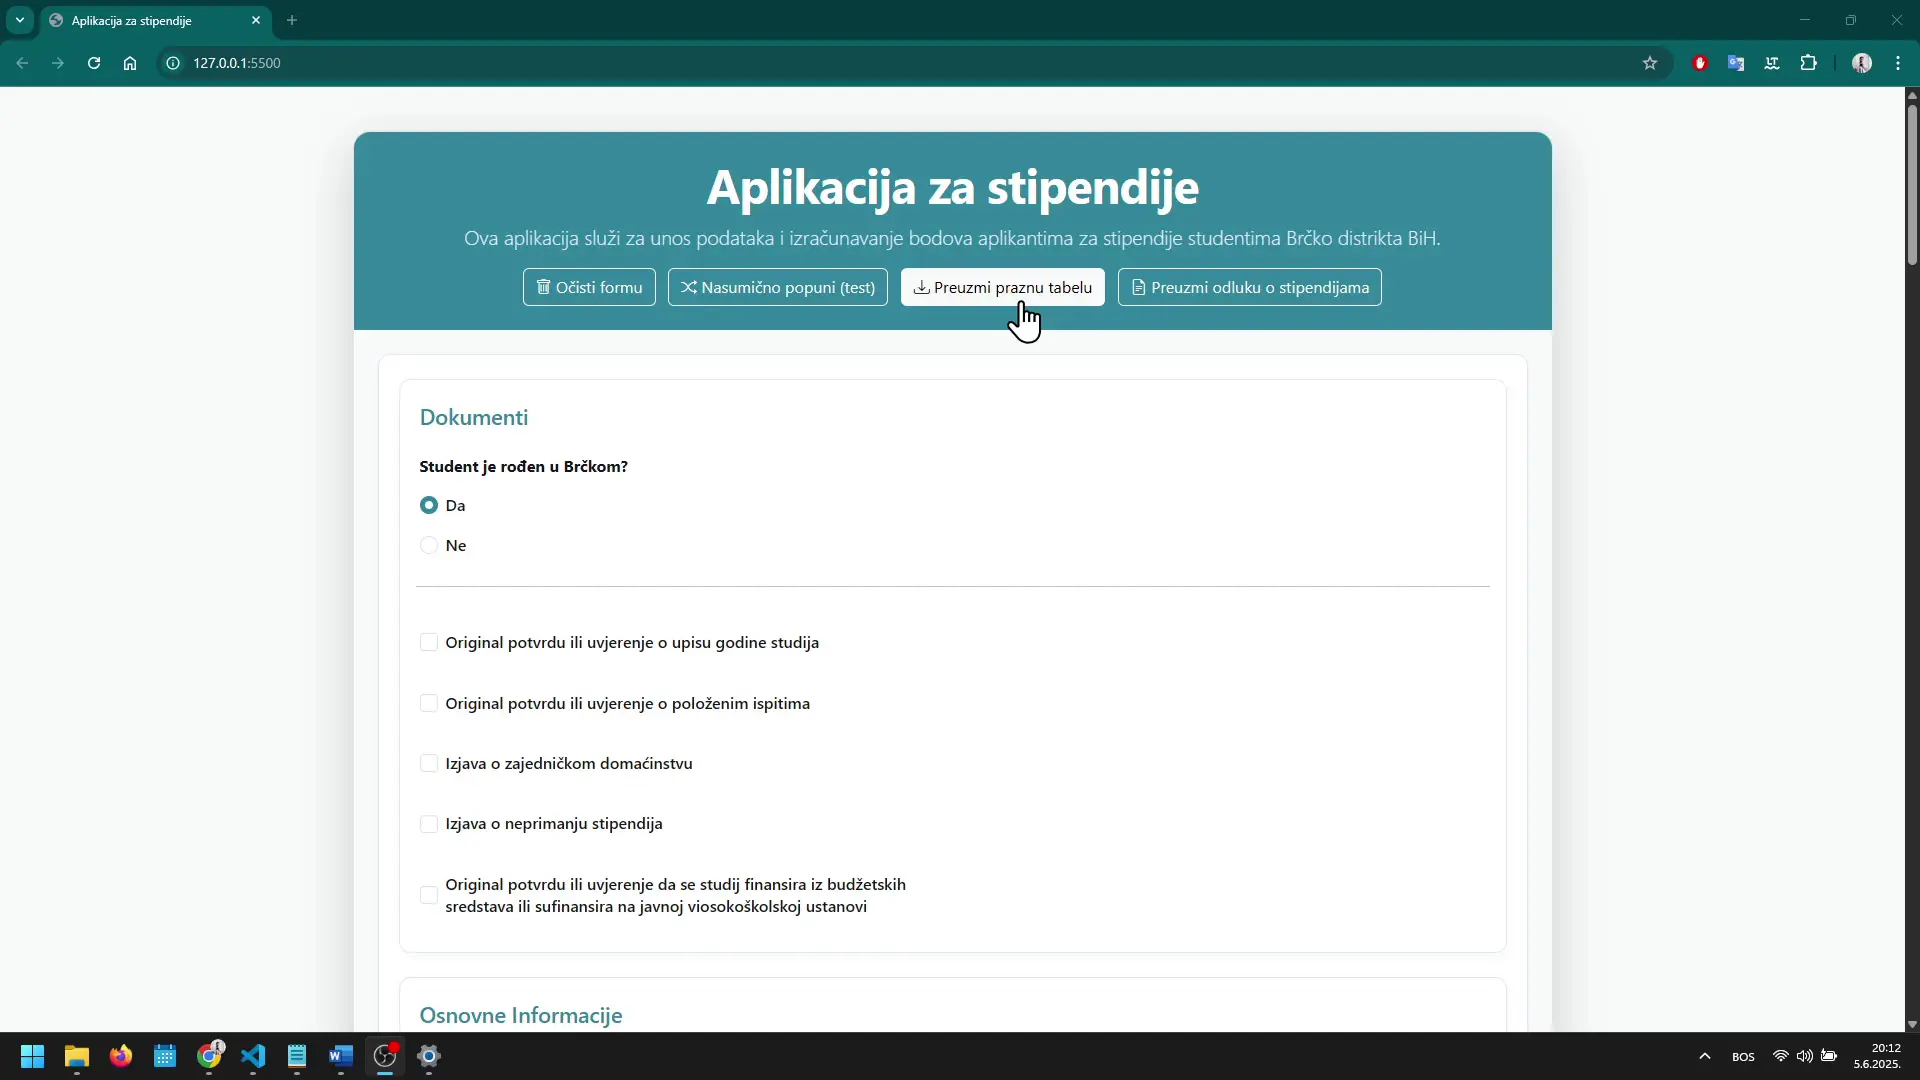 Aplikacija za stipendije
127.0.0.1:5500
Aplikacija za stipendije
Ova aplikacija služi za unos podataka i izračunavanje bodova aplikantima za stipendije studentima Brčko distrikta BiH.
Očisti formu
Nasumično popuni (test)
Preuzmi praznu tabelu
Preuzmi odluku o stipendijama
Dokumenti
Student je rođen u Brčkom?
Da
Ne
Original potvrdu ili uvjerenje o upisu godine studija
Original potvrdu ili uvjerenje o položenim ispitima
Izjava o zajedničkom domaćinstvu
Izjava o neprimanju stipendija
Original potvrdu ili uvjerenje da se studij finansira iz budžetskih
sredstava ili sufinansira na javnoj viosokoškolskoj ustanovi
Osnovne Informacije
BOS
20:12
5.6.2025.